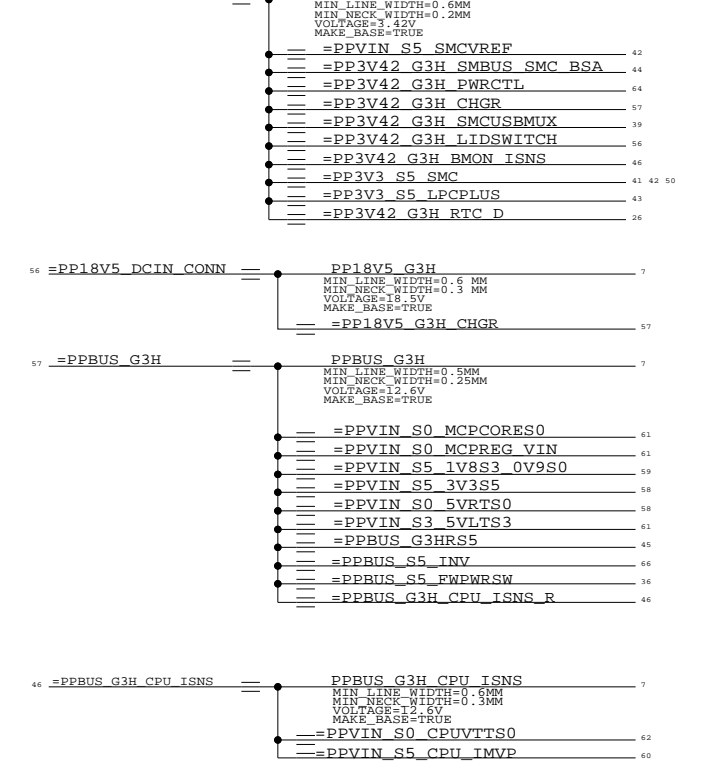 MIN_LINE_WIDTH=0.6MM
MIN_NECK_WIDTH=0.2MM
VOLTAGE=3.42V
MAKE_BASE=TRUE
=PPVIN_S5_SMCVREF 42
=PP3V42_G3H_SMBUS_SMC_BSA 44
=PP3V42_G3H_PWRCTL 64
=PP3V42_G3H_CHGR 57
=PP3V42_G3H_SMCUSBMUX 39
=PP3V42_G3H_LIDSWITCH 56
=PP3V42_G3H_BMON_ISNS 46
=PP3V3_S5_SMC 41 42 50
=PP3V3_S5_LPCPLUS 43
=PP3V42_G3H_RTC_D 26
56 =PP18V5_DCIN_CONN PP18V5_G3H 7
MIN_LINE_WIDTH=0.6 MM
MIN_NECK_WIDTH=0.3 MM
VOLTAGE=18.5V
MAKE_BASE=TRUE
=PP18V5_G3H_CHGR 57
57 =PPBUS_G3H PPBUS_G3H 7
MIN_LINE_WIDTH=0.5MM
MIN_NECK_WIDTH=0.25MM
VOLTAGE=12.6V
MAKE_BASE=TRUE
=PPVIN_S0_MCPCORES0 61
=PPVIN_S0_MCPREG_VIN 61
=PPVIN_S5_1V8S3_0V9S0 59
=PPVIN_S5_3V3S5 58
=PPVIN_S0_5VRTS0 58
=PPVIN_S3_5VLTS3 61
=PPBUS_G3HRS5 45
=PPBUS_S5_INV 66
=PPBUS_S5_FWPWRSW 36
=PPBUS_G3H_CPU_ISNS_R 46
46 =PPBUS_G3H_CPU_ISNS PPBUS_G3H_CPU_ISNS 7
MIN_LINE_WIDTH=0.6MM
MIN_NECK_WIDTH=0.3MM
VOLTAGE=12.6V
MAKE_BASE=TRUE
=PPVIN_S0_CPUVTTS0 62
=PPVIN_S5_CPU_IMVP 60